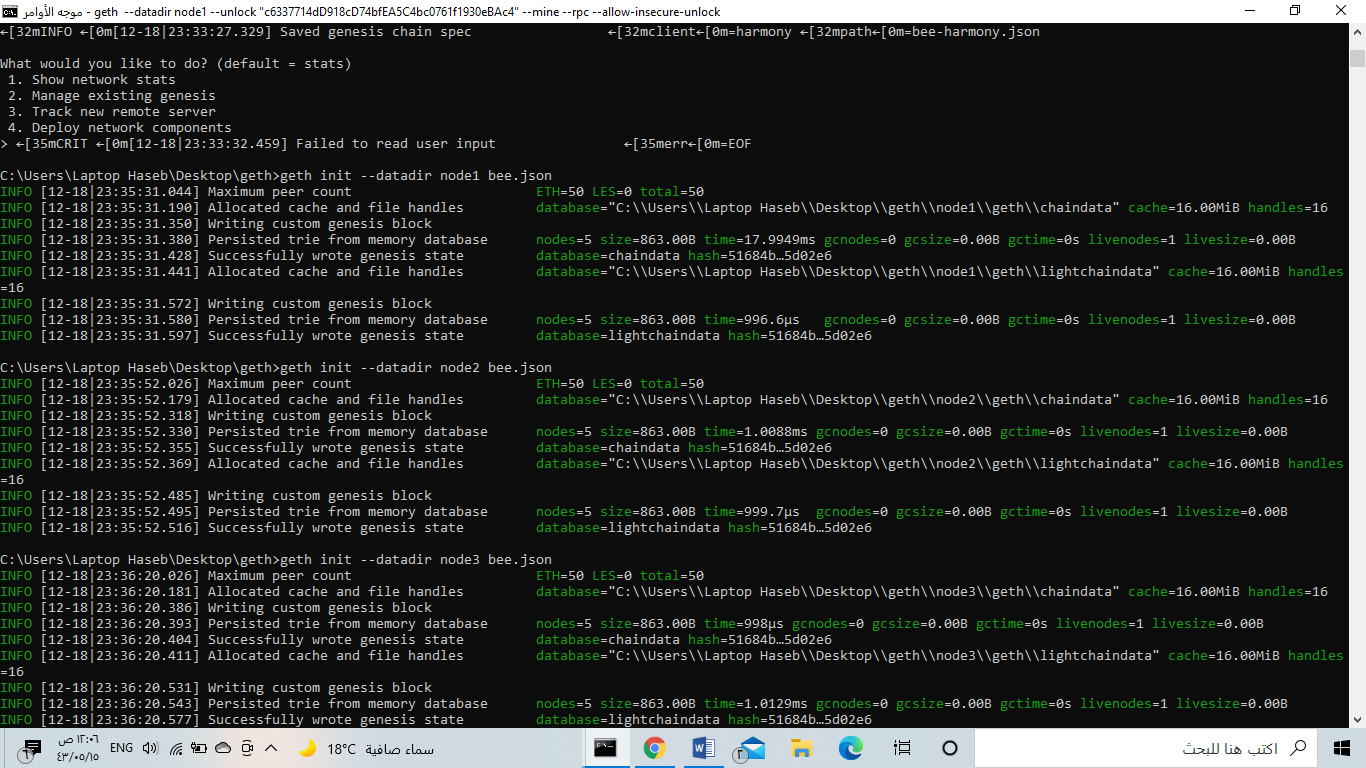 موجه الأوامر - geth --datadir node1 --unlock "c6337714dD918cD74bfEA5C4bc0761f1930eBAc4" --mine --rpc --allow-insecure-unlock
←[32mINFO ←[0m[12-18|23:33:27.329] Saved genesis chain spec ←[32mclient←[0m=harmony ←[32mpath←[0m=bee-harmony.json
What would you like to do? (default = stats)
1. Show network stats
2. Manage existing genesis
3. Track new remote server
4. Deploy network components
> ←[35mCRIT ←[0m[12-18|23:33:32.459] Failed to read user input ←[35merr←[0m=EOF
C:\Users\Laptop Haseb\Desktop\geth>geth init --datadir node1 bee.json
INFO [12-18|23:35:31.044] Maximum peer count ETH=50 LES=0 total=50
INFO [12-18|23:35:31.190] Allocated cache and file handles database="C:\\Users\\Laptop Haseb\\Desktop\\geth\\node1\\geth\\chaindata" cache=16.00MiB handles=16
INFO [12-18|23:35:31.350] Writing custom genesis block
INFO [12-18|23:35:31.380] Persisted trie from memory database nodes=5 size=863.00B time=17.9949ms gcnodes=0 gcsize=0.00B gctime=0s livenodes=1 livesize=0.00B
INFO [12-18|23:35:31.428] Successfully wrote genesis state database=chaindata hash=51684b…5d02e6
INFO [12-18|23:35:31.441] Allocated cache and file handles database="C:\\Users\\Laptop Haseb\\Desktop\\geth\\node1\\geth\\lightchaindata" cache=16.00MiB handles
=16
INFO [12-18|23:35:31.572] Writing custom genesis block
INFO [12-18|23:35:31.580] Persisted trie from memory database nodes=5 size=863.00B time=996.6µs gcnodes=0 gcsize=0.00B gctime=0s livenodes=1 livesize=0.00B
INFO [12-18|23:35:31.597] Successfully wrote genesis state database=lightchaindata hash=51684b…5d02e6
C:\Users\Laptop Haseb\Desktop\geth>geth init --datadir node2 bee.json
INFO [12-18|23:35:52.026] Maximum peer count ETH=50 LES=0 total=50
INFO [12-18|23:35:52.179] Allocated cache and file handles database="C:\\Users\\Laptop Haseb\\Desktop\\geth\\node2\\geth\\chaindata" cache=16.00MiB handles=16
INFO [12-18|23:35:52.318] Writing custom genesis block
INFO [12-18|23:35:52.330] Persisted trie from memory database nodes=5 size=863.00B time=1.0088ms gcnodes=0 gcsize=0.00B gctime=0s livenodes=1 livesize=0.00B
INFO [12-18|23:35:52.355] Successfully wrote genesis state database=chaindata hash=51684b…5d02e6
INFO [12-18|23:35:52.369] Allocated cache and file handles database="C:\\Users\\Laptop Haseb\\Desktop\\geth\\node2\\geth\\lightchaindata" cache=16.00MiB handles
=16
INFO [12-18|23:35:52.485] Writing custom genesis block
INFO [12-18|23:35:52.495] Persisted trie from memory database nodes=5 size=863.00B time=999.7µs gcnodes=0 gcsize=0.00B gctime=0s livenodes=1 livesize=0.00B
INFO [12-18|23:35:52.516] Successfully wrote genesis state database=lightchaindata hash=51684b…5d02e6
C:\Users\Laptop Haseb\Desktop\geth>geth init --datadir node3 bee.json
INFO [12-18|23:36:20.026] Maximum peer count ETH=50 LES=0 total=50
INFO [12-18|23:36:20.181] Allocated cache and file handles database="C:\\Users\\Laptop Haseb\\Desktop\\geth\\node3\\geth\\chaindata" cache=16.00MiB handles=16
INFO [12-18|23:36:20.386] Writing custom genesis block
INFO [12-18|23:36:20.393] Persisted trie from memory database nodes=5 size=863.00B time=998µs gcnodes=0 gcsize=0.00B gctime=0s livenodes=1 livesize=0.00B
INFO [12-18|23:36:20.404] Successfully wrote genesis state database=chaindata hash=51684b…5d02e6
INFO [12-18|23:36:20.411] Allocated cache and file handles database="C:\\Users\\Laptop Haseb\\Desktop\\geth\\node3\\geth\\lightchaindata" cache=16.00MiB handles
=16
INFO [12-18|23:36:20.531] Writing custom genesis block
INFO [12-18|23:36:20.543] Persisted trie from memory database nodes=5 size=863.00B time=1.0129ms gcnodes=0 gcsize=0.00B gctime=0s livenodes=1 livesize=0.00B
INFO [12-18|23:36:20.577] Successfully wrote genesis state database=lightchaindata hash=51684b…5d02e6
اكتب هنا للبحث
سماء صافية 18°C
ENG
١٢:٠٦ ص
٤٣/٠٥/١٥